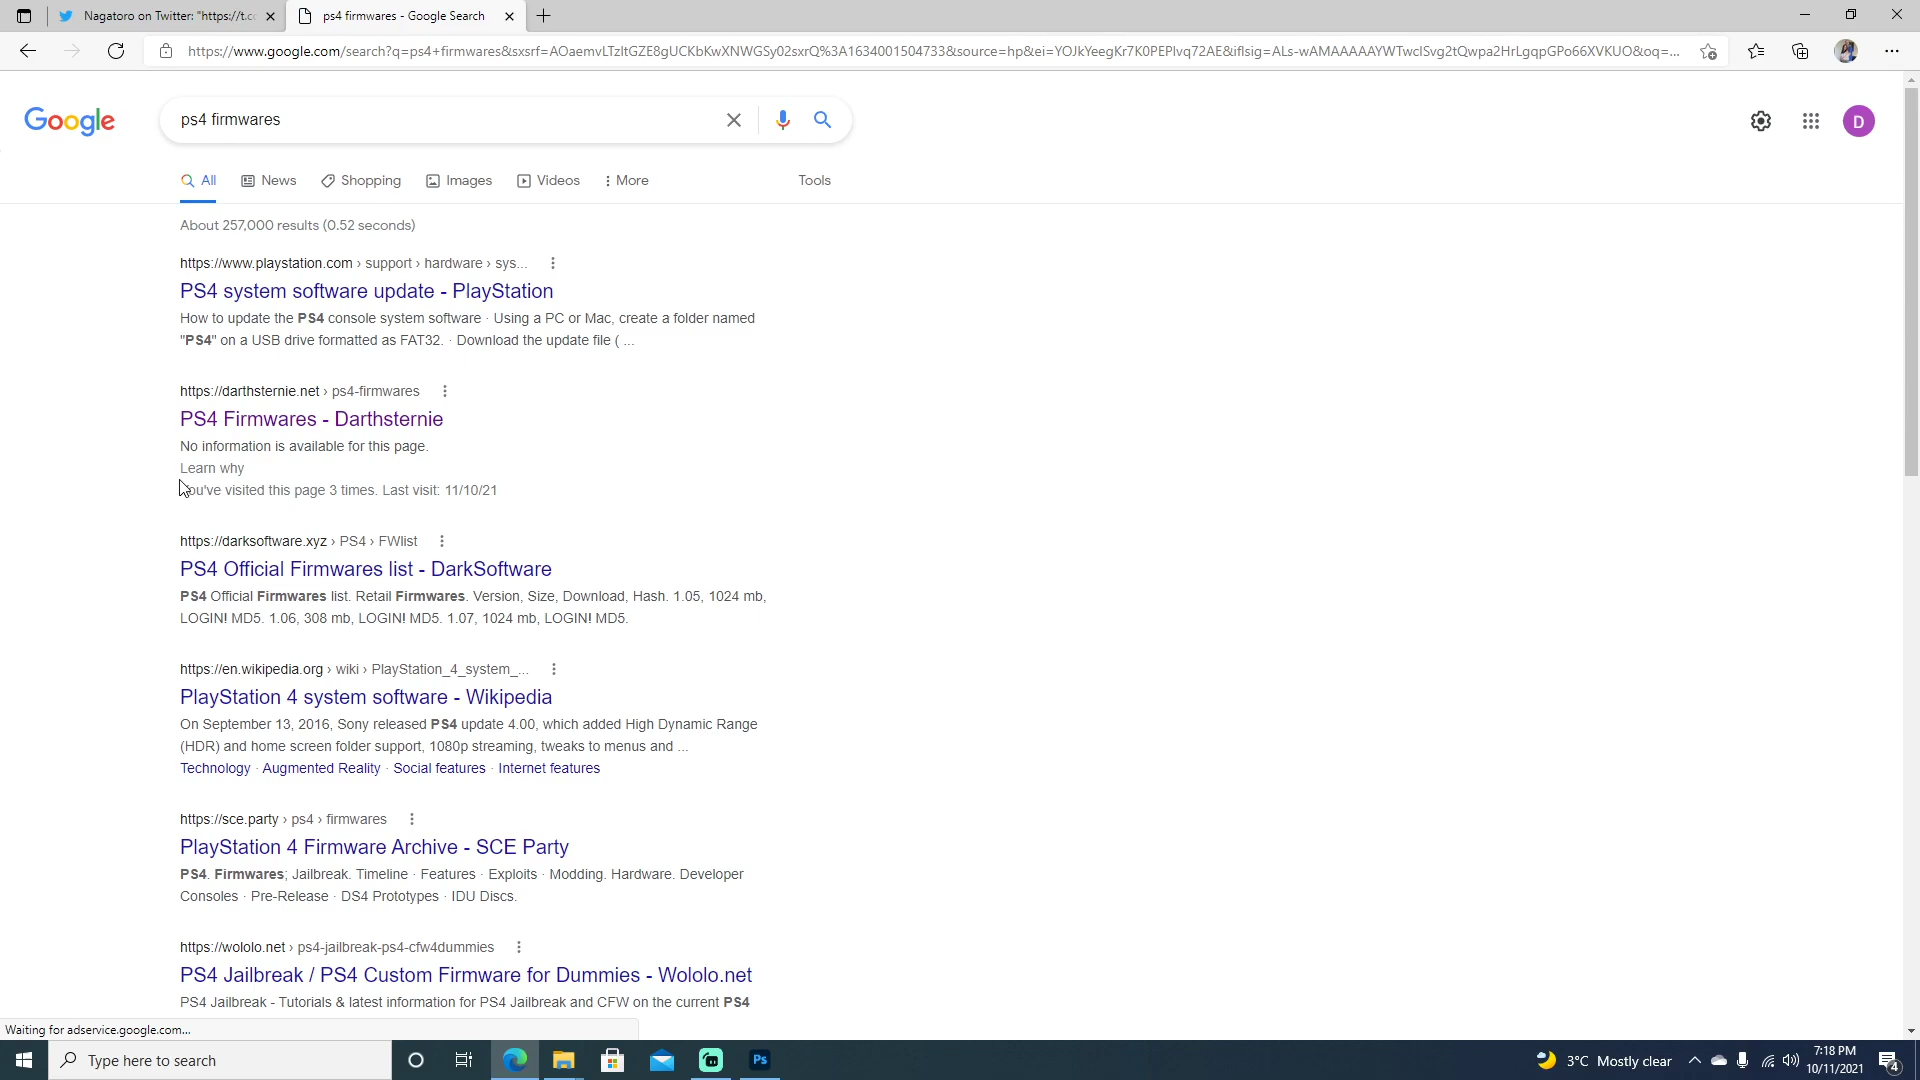 Nagatoro on Twitter: "https://t.cc
ps4 firmwares - Google Search
https://www.google.com/search?q=ps4+firmwares&sxsrf=AOaemvLTzItGZE8gUCKbKwXNWGSy02sxrQ%3A1634001504733&source=hp&ei=YOJkYeegKr7K0PEPIvq72AE&iflsig=ALs-wAMAAAAAYWTwclSvg2tQwpa2HrLgqpGPo66XVKUO&oq=...
Google
ps4 firmwares
D
All
News
Shopping
Images
Videos
More
Tools
About 257,000 results (0.52 seconds)
https://www.playstation.com › support › hardware › sys...
PS4 system software update - PlayStation
How to update the PS4 console system software · Using a PC or Mac, create a folder named
"PS4" on a USB drive formatted as FAT32. · Download the update file ( ...
https://darthsternie.net › ps4-firmwares
PS4 Firmwares - Darthsternie
No information is available for this page.
Learn why
You've visited this page 3 times. Last visit: 11/10/21
https://darksoftware.xyz › PS4 › FWlist
PS4 Official Firmwares list - DarkSoftware
PS4 Official Firmwares list. Retail Firmwares. Version, Size, Download, Hash. 1.05, 1024 mb,
LOGIN! MD5. 1.06, 308 mb, LOGIN! MD5. 1.07, 1024 mb, LOGIN! MD5.
https://en.wikipedia.org › wiki › PlayStation_4_system_...
PlayStation 4 system software - Wikipedia
On September 13, 2016, Sony released PS4 update 4.00, which added High Dynamic Range
(HDR) and home screen folder support, 1080p streaming, tweaks to menus and ...
Technology · Augmented Reality · Social features · Internet features
https://sce.party › ps4 › firmwares
PlayStation 4 Firmware Archive - SCE Party
PS4. Firmwares; Jailbreak. Timeline · Features · Exploits · Modding. Hardware. Developer
Consoles · Pre-Release · DS4 Prototypes · IDU Discs.
https://wololo.net › ps4-jailbreak-ps4-cfw4dummies
PS4 Jailbreak / PS4 Custom Firmware for Dummies - Wololo.net
PS4 Jailbreak - Tutorials & latest information for PS4 Jailbreak and CFW on the current PS4
Waiting for adservice.google.com...
Type here to search
Ps
3°C Mostly clear
7:18 PM
10/11/2021
4